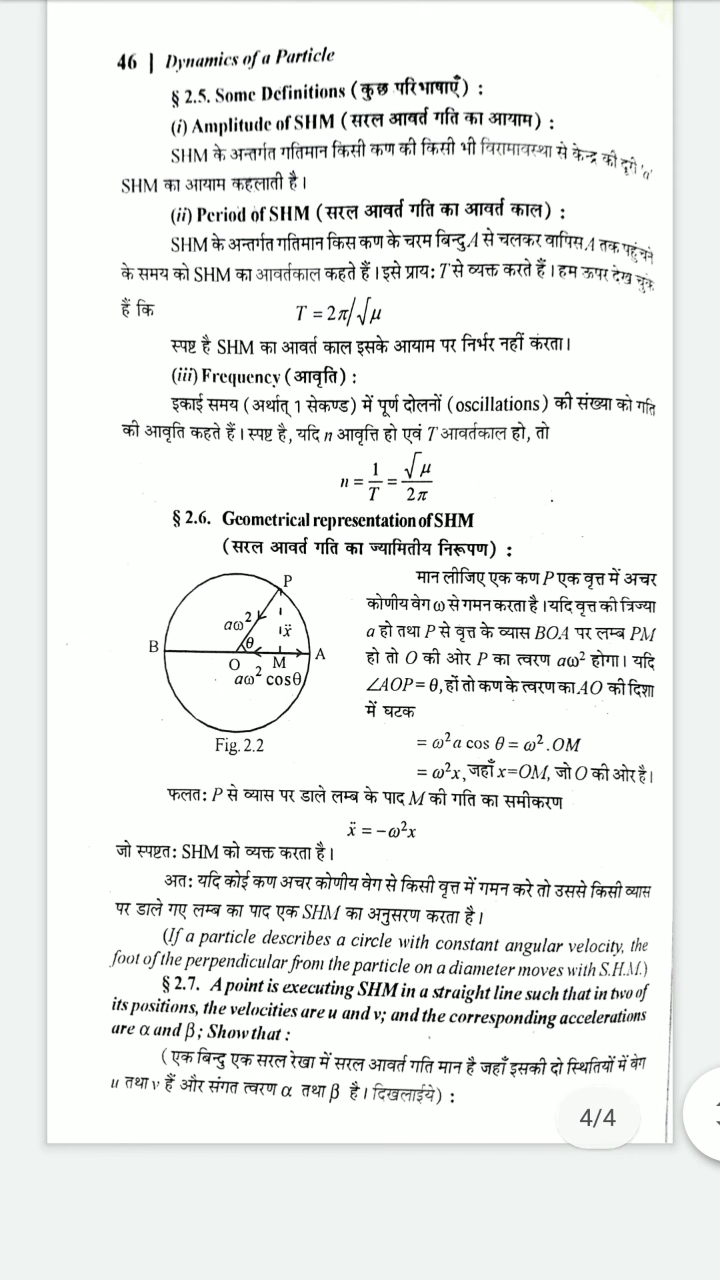 46 | Dynamics of a Particle
§ 2.5. Some Definitions (कुछ परिभाषाएँ) :
(i) Amplitude of SHM (सरल आवर्त गति का आयाम) :
SHM के अन्तर्गत गतिमान किसी कण की किसी भी विरामावस्था से केन्द्र की दूरी 'a'
SHM का आयाम कहलाती है।
(ii) Period of SHM (सरल आवर्त गति का आवर्त काल) :
SHM के अन्तर्गत गतिमान किस कण के चरम बिन्दु A से चलकर वापिस A तक पहुंचने
के समय को SHM का आवर्तकाल कहते हैं। इसे प्राय: T से व्यक्त करते हैं। हम ऊपर देख चुके
हैं कि T = 2π/√μ
स्पष्ट है SHM का आवर्त काल इसके आयाम पर निर्भर नहीं करता।
(iii) Frequency (आवृति) :
इकाई समय (अर्थात् 1 सेकण्ड) में पूर्ण दोलनों (oscillations) की संख्या को गति
की आवृति कहते हैं। स्पष्ट है, यदि n आवृत्ति हो एवं T आवर्तकाल हो, तो
n = 1/T = √μ/2π
§ 2.6. Geometrical representation of SHM
(सरल आवर्त गति का ज्यामितीय निरूपण) :
P
aω²
ẍ
θ
B
O
M
A
aω² cosθ
Fig. 2.2
मान लीजिए एक कण P एक वृत्त में अचर
कोणीय वेग ω से गमन करता है। यदि वृत्त की त्रिज्या
a हो तथा P से वृत्त के व्यास BOA पर लम्ब PM
हो तो O की ओर P का त्वरण aω² होगा। यदि
∠AOP = θ, हों तो कण के त्वरण का AO की दिशा
में घटक
= ω²a cos θ = ω².OM
= ω²x, जहाँ x=OM, जो O की ओर है।
फलत: P से व्यास पर डाले लम्ब के पाद M की गति का समीकरण
ẍ = −ω²x
जो स्पष्टत: SHM को व्यक्त करता है।
अत: यदि कोई कण अचर कोणीय वेग से किसी वृत्त में गमन करे तो उससे किसी व्यास
पर डाले गए लम्ब का पाद एक SHM का अनुसरण करता है।
(If a particle describes a circle with constant angular velocity, the
foot of the perpendicular from the particle on a diameter moves with S.H.M.)
§ 2.7. A point is executing SHM in a straight line such that in two of
its positions, the velocities are u and v; and the corresponding accelerations
are α and β; Show that :
(एक बिन्दु एक सरल रेखा में सरल आवर्त गति मान है जहाँ इसकी दो स्थितियों में वेग
u तथा v हैं और संगत त्वरण α तथा β है। दिखलाईये) :
4/4